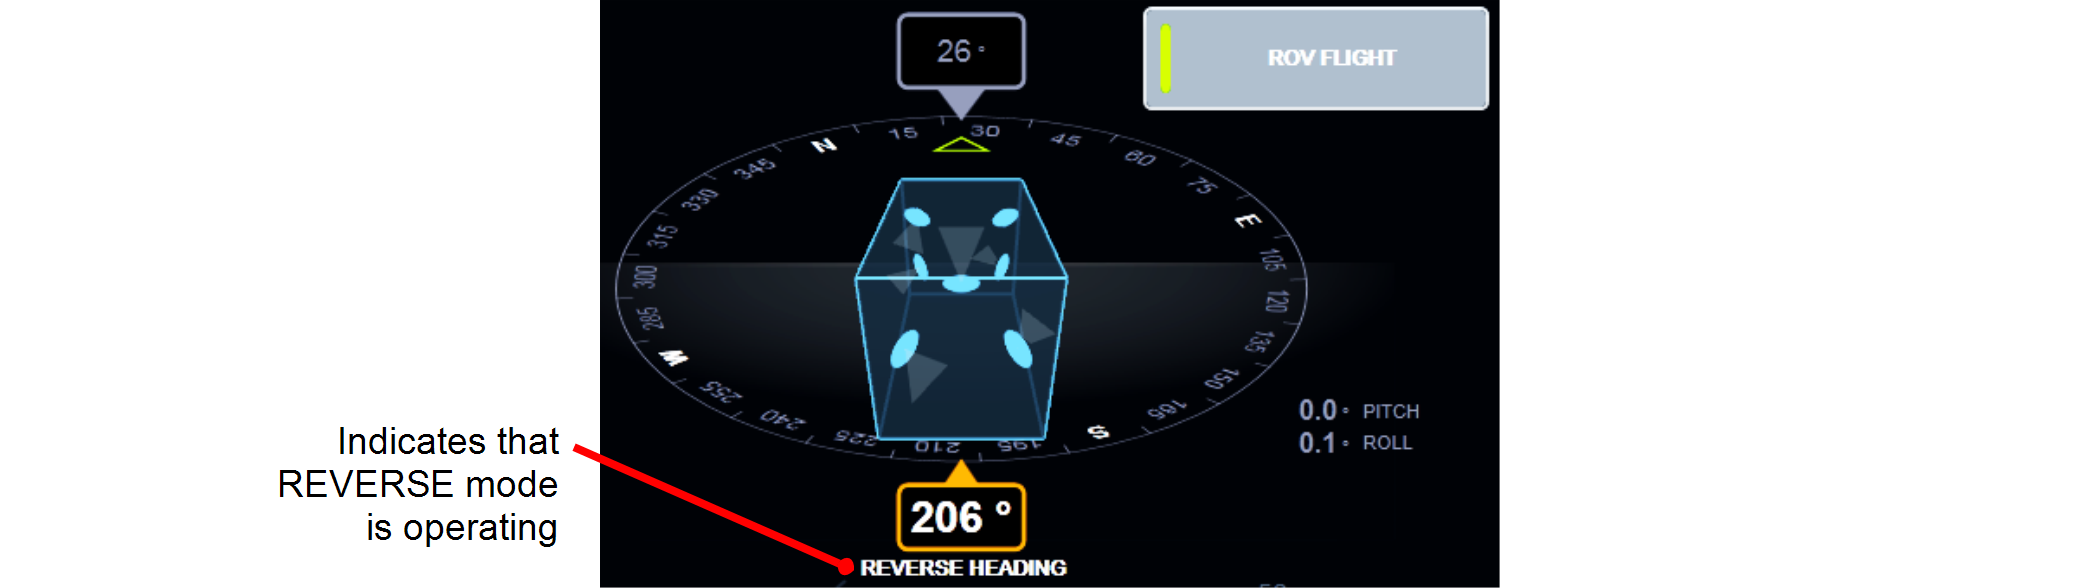 26 °
ROV FLIGHT
N
15
30
45
60
75
E
105
120
135
150
165
S
195
210
225
240
255
W
285
300
315
330
345
0.0 ° PITCH
0.1 ° ROLL
Indicates that
REVERSE mode
is operating
206 °
REVERSE HEADING